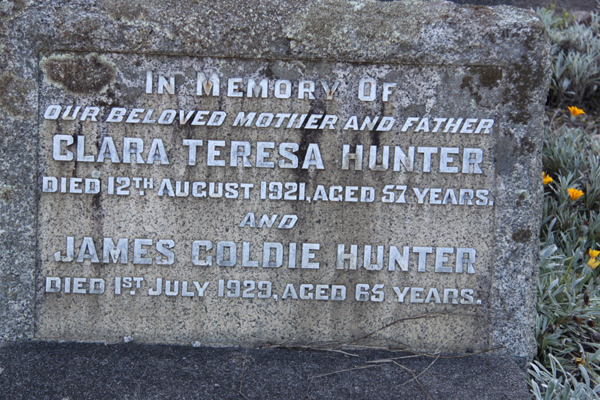 In Memory Of
OUR BELOVED MOTHER AND FATHER
CLARA TERESA HUNTER
DIED 12TH AUGUST 1921, AGED 57 YEARS.
AND
JAMES GOLDIE HUNTER
DIED 1ST JULY 1929, AGED 65 YEARS.